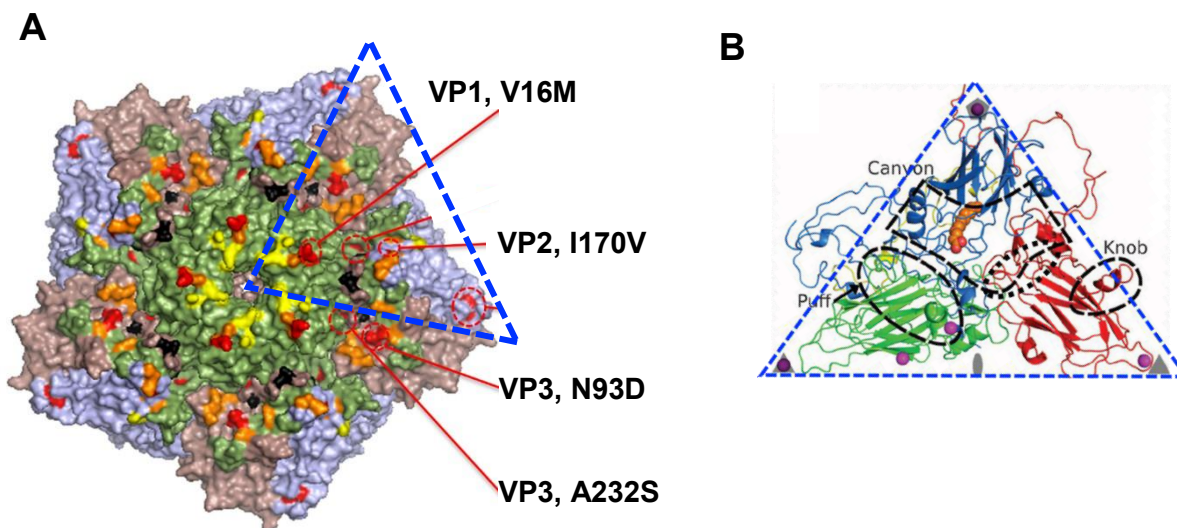 A
VP1, V16M
VP2, I170V
VP3, N93D
VP3, A232S
B
Canyon
Knob
Puff